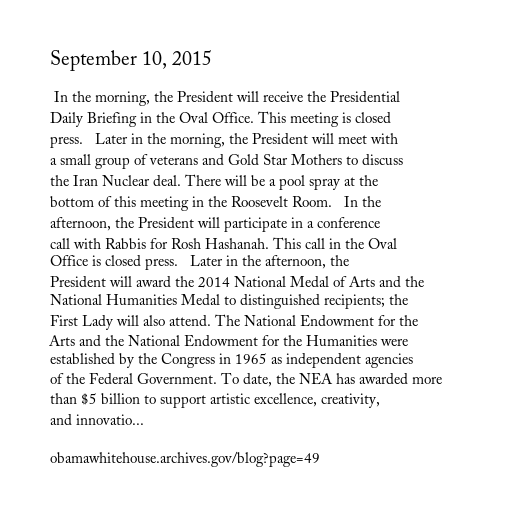 September 10, 2015
In the morning, the President will receive the Presidential
Daily Briefing in the Oval Office. This meeting is closed
press.   Later in the morning, the President will meet with
a small group of veterans and Gold Star Mothers to discuss
the Iran Nuclear deal. There will be a pool spray at the
bottom of this meeting in the Roosevelt Room.   In the
afternoon, the President will participate in a conference
call with Rabbis for Rosh Hashanah. This call in the Oval
Office is closed press.   Later in the afternoon, the
President will award the 2014 National Medal of Arts and the
National Humanities Medal to distinguished recipients; the
First Lady will also attend. The National Endowment for the
Arts and the National Endowment for the Humanities were
established by the Congress in 1965 as independent agencies
of the Federal Government. To date, the NEA has awarded more
than $5 billion to support artistic excellence, creativity,
and innovatio...
obamawhitehouse.archives.gov/blog?page=49